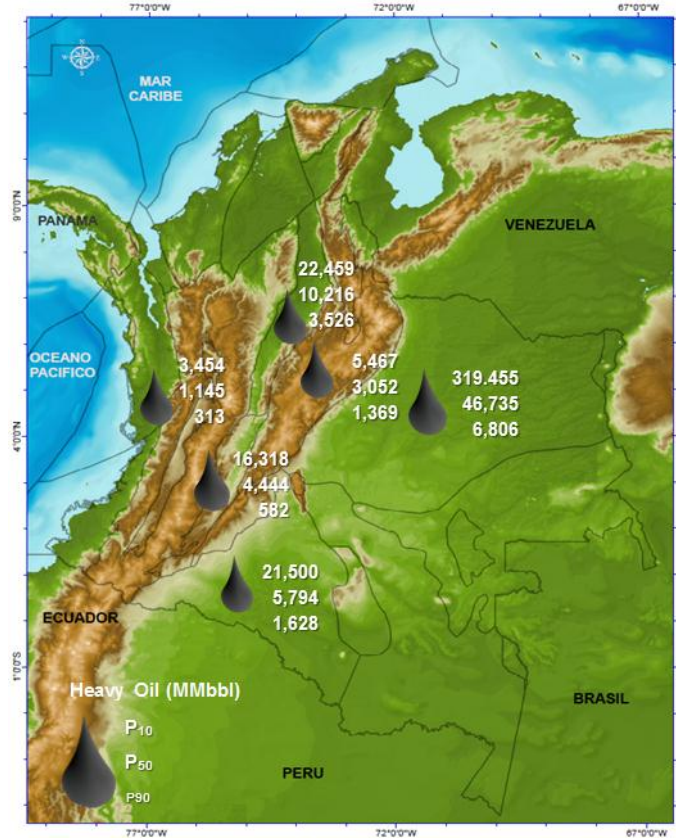 77°0'0"W
72°0'0"W
67°0'0"W
N
W
E
S
MAR
CARIBE
9°0'0"N
PANAMA
VENEZUELA
22,459
10,216
3,526
OCEANO
PACIFICO
3,454
1,145
313
5,467
3,052
1,369
319.455
46,735
6,806
4°0'0"N
16,318
4,444
582
21,500
5,794
1,628
ECUADOR
1°0'0"S
Heavy Oil (MMbbl)
P10
P50
P90
BRASIL
PERU
77°0'0"W
72°0'0"W
67°0'0"W